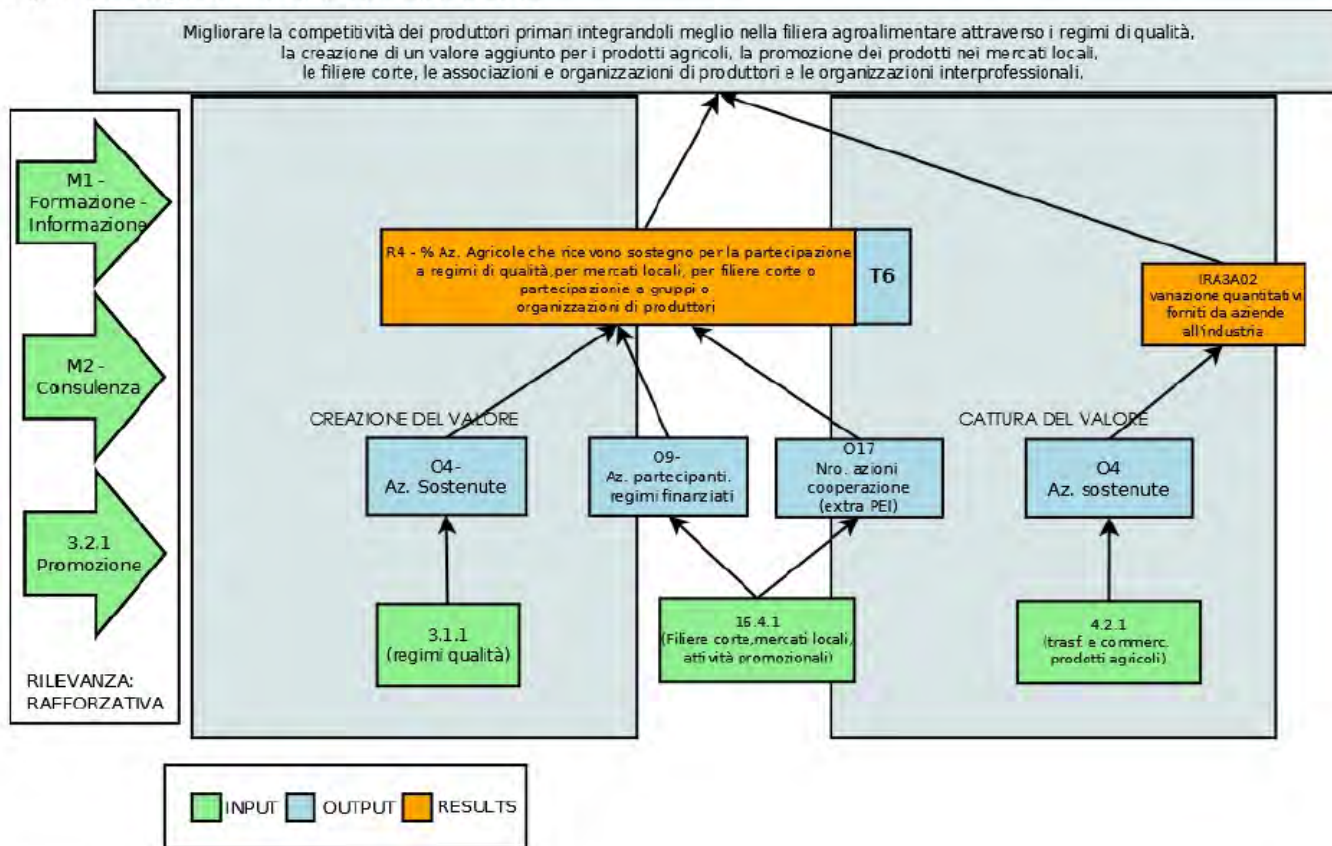 Migliorare la competitività dei produttori primari integrandoli meglio nella filiera agroalimentare attraverso i regimi di qualità,
la creazione di un valore aggiunto per i prodotti agricoli, la promozione dei prodotti nei mercati locali,
le filiere corte, le associazioni e organizzazioni di produttori e le organizzazioni interprofessionali.
M1 -
Formazione -
Informazione
M2 -
Consulenza
3.2.1
Promozione
RILEVANZA:
RAFFORZATIVA
R4 - % Az. Agricole che ricevono sostegno per la partecipazione
a regimi di qualità,per mercati locali, per filiere corte o
partecipazione a gruppi o
organizzazioni di produttori
T6
IRA3A02
variazione quantitativi
forniti da aziende
all'industria
CREAZIONE DEL VALORE
CATTURA DEL VALORE
O4-
Az. Sostenute
O9-
Az. partecipanti.
regimi finanziati
O17
Nro. azioni
cooperazione
(extra PEI)
O4
Az. sostenute
3.1.1
(regimi qualità)
16.4.1
(Filiere corte,mercati locali,
attività promozionali)
4.2.1
(trasf. e commerc.
prodotti agricoli)
INPUT OUTPUT RESULTS